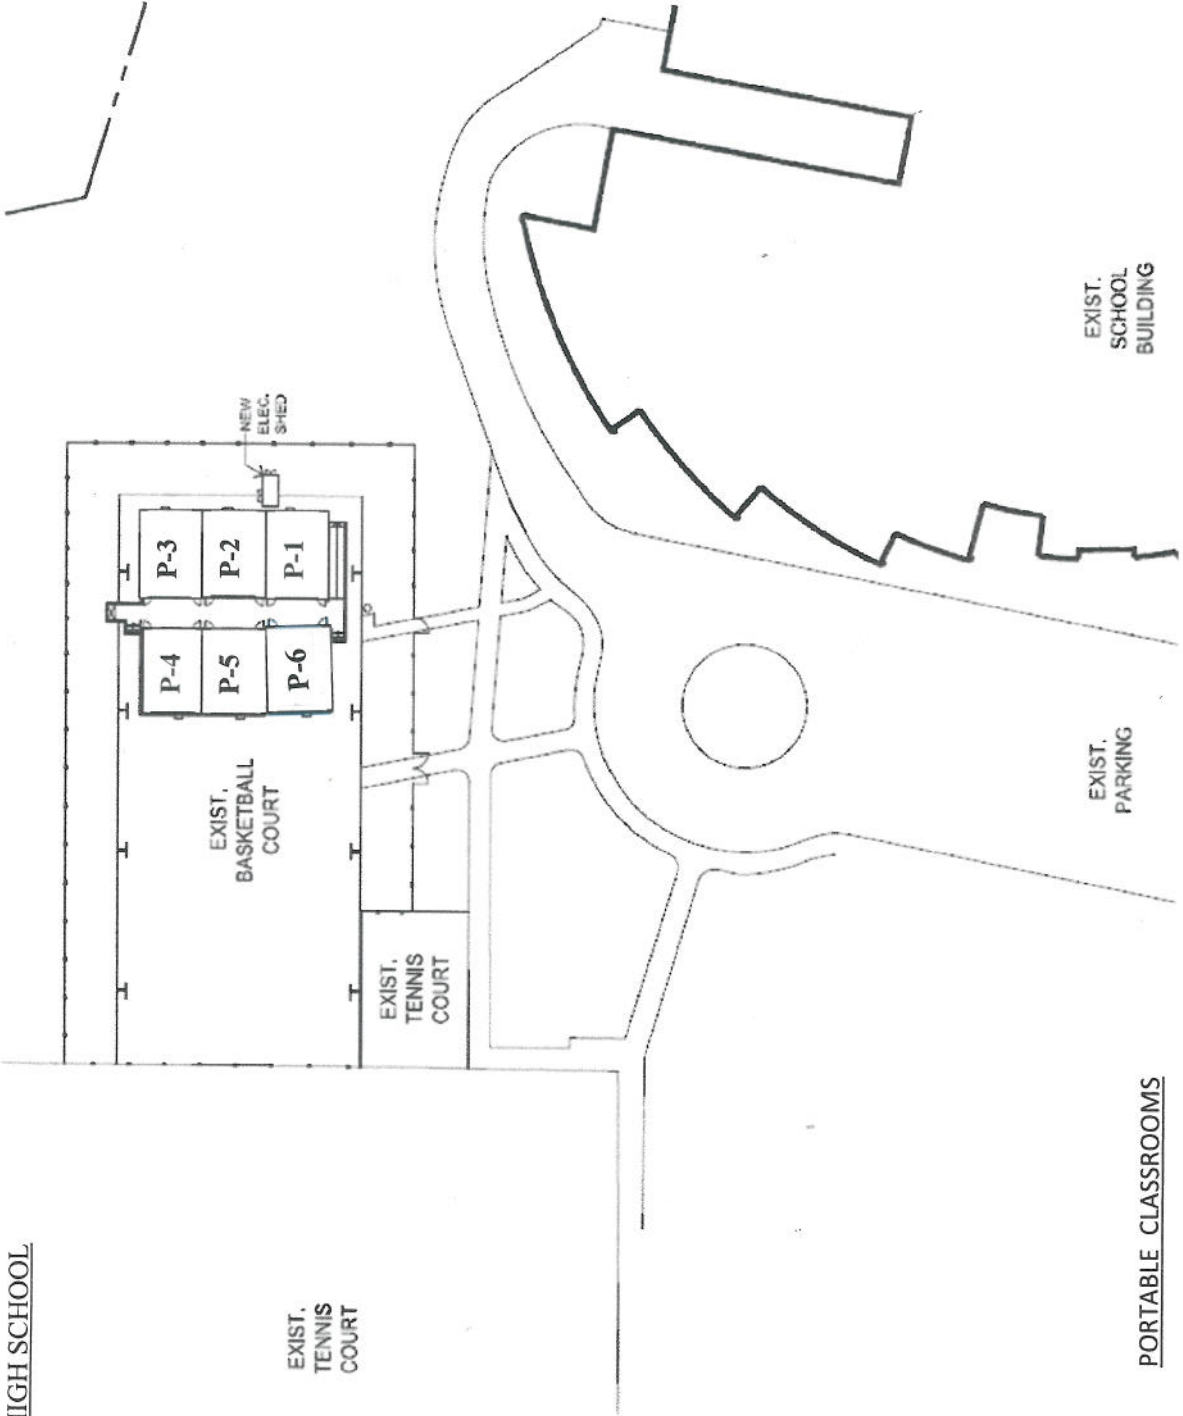 HIGH SCHOOL
EXIST.
TENNIS
COURT
EXIST.
BASKETBALL
COURT
EXIST.
TENNIS
COURT
P-4
P-5
P-6
P-3
P-2
P-1
NEW
ELEC.
SHED
PORTABLE CLASSROOMS
EXIST.
PARKING
EXIST.
SCHOOL
BUILDING